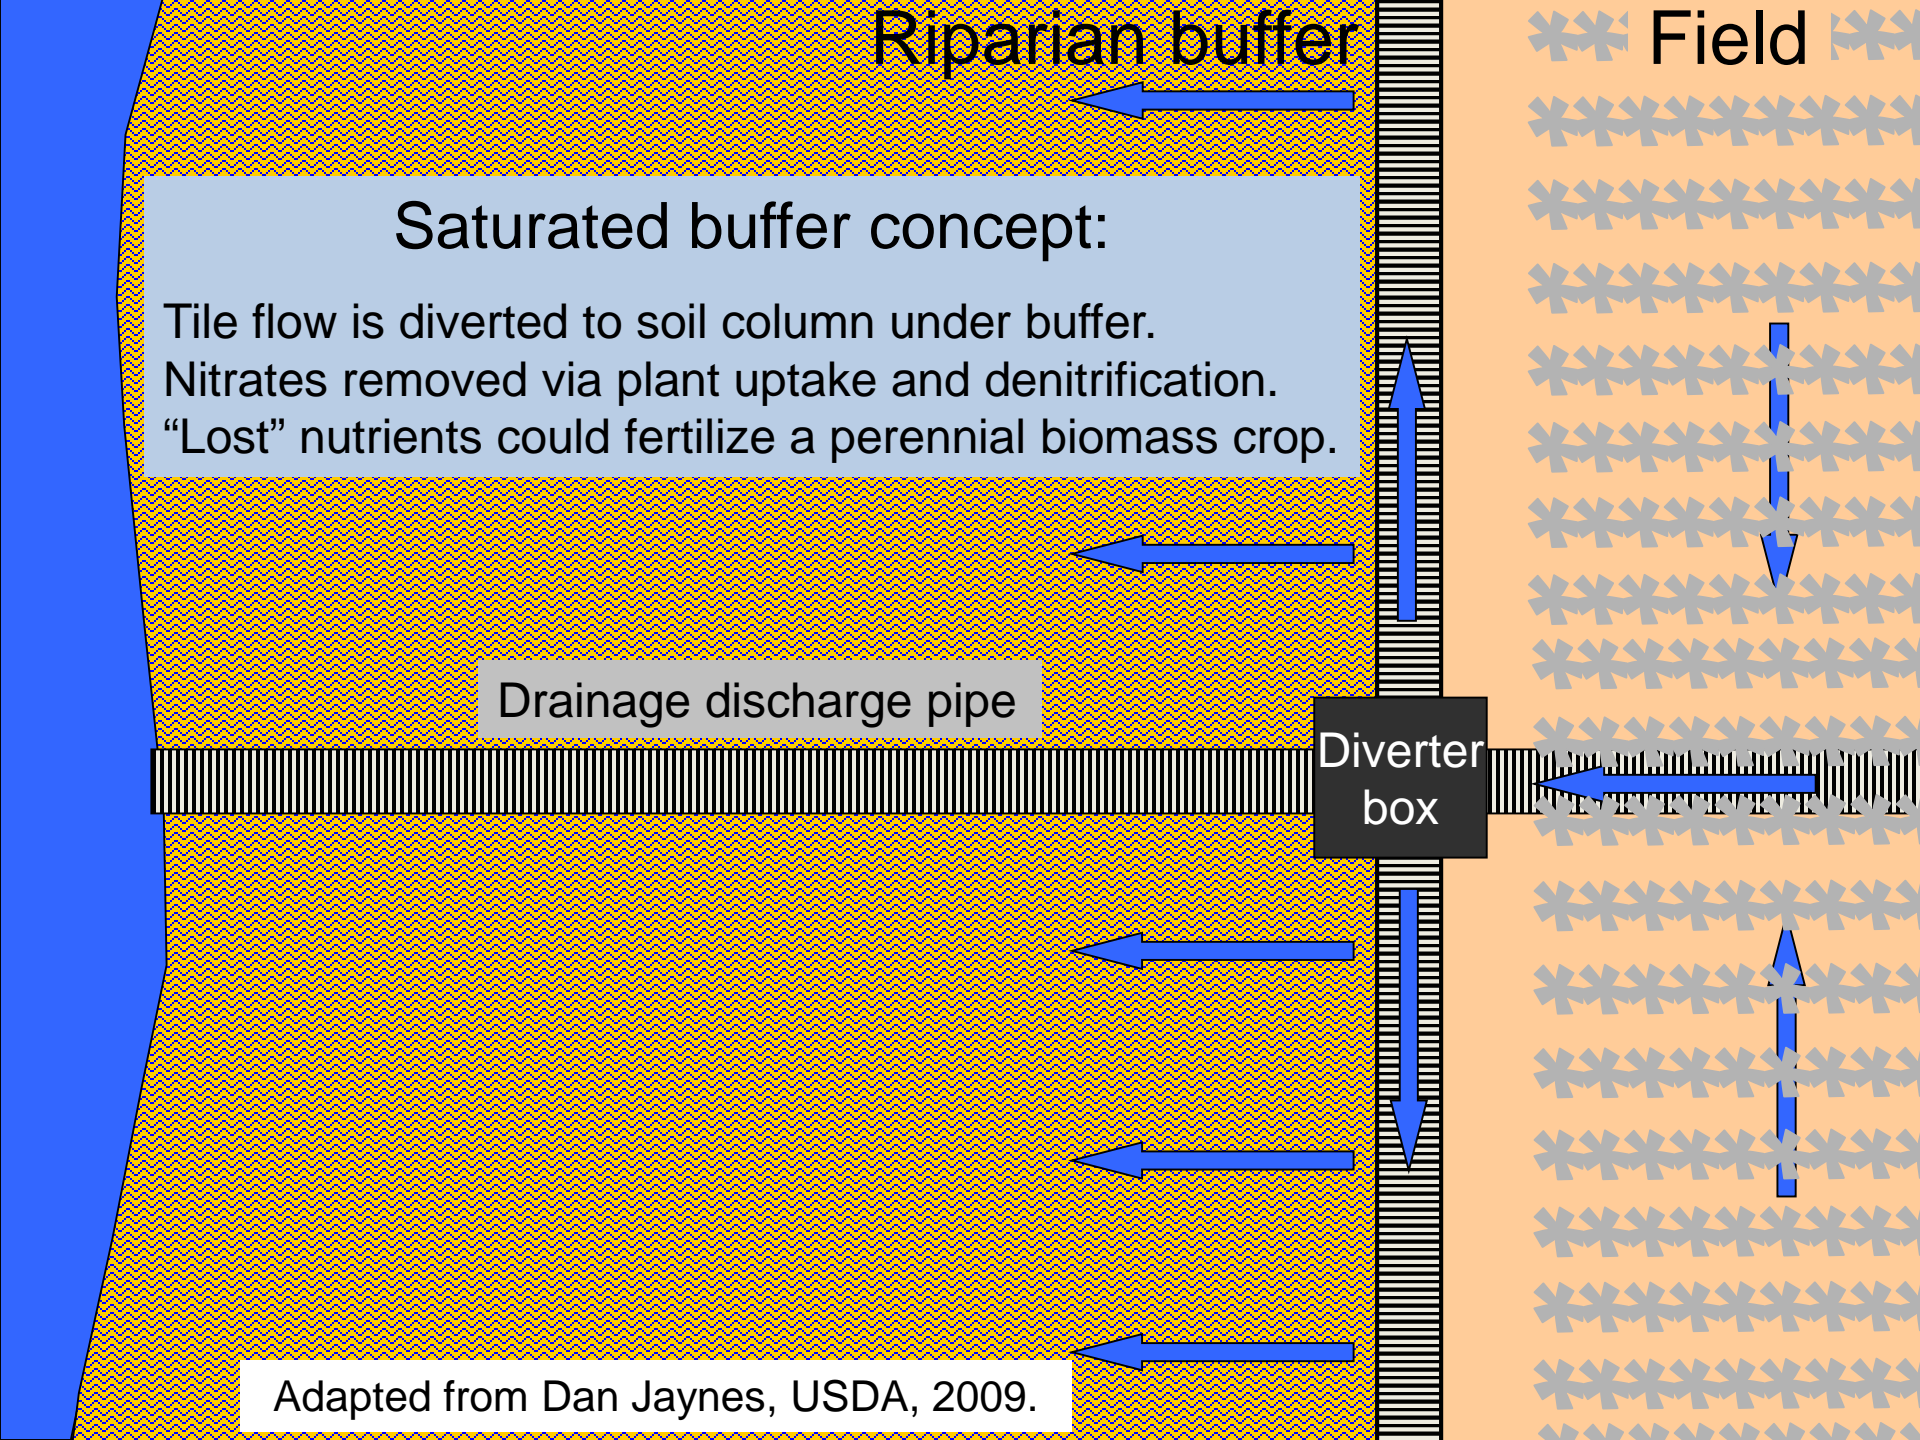 Riparian buffer
Field
Saturated buffer concept:
Tile flow is diverted to soil column under buffer.
Nitrates removed via plant uptake and denitrification.
“Lost” nutrients could fertilize a perennial biomass crop.
Drainage discharge pipe
Diverter
box
Adapted from Dan Jaynes, USDA, 2009.